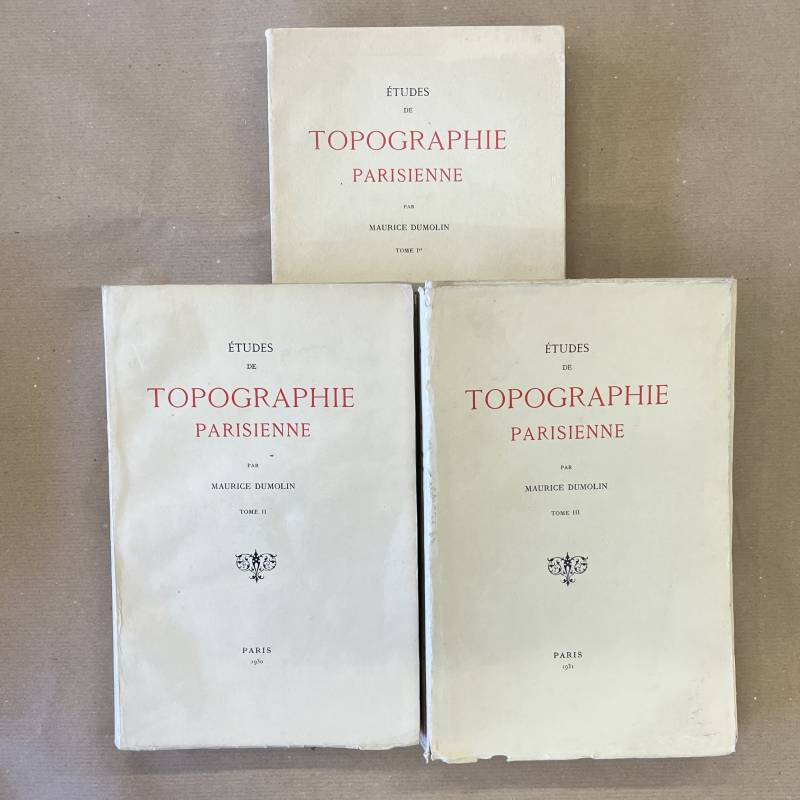 ÉTUDES
DE
TOPOGRAPHIE
PARISIENNE
PAR
MAURICE DUMOLIN
TOME Iᵉʳ
ÉTUDES
DE
TOPOGRAPHIE
PARISIENNE
PAR
MAURICE DUMOLIN
TOME II
PARIS
1930
ÉTUDES
DE
TOPOGRAPHIE
PARISIENNE
PAR
MAURICE DUMOLIN
TOME III
PARIS
1931